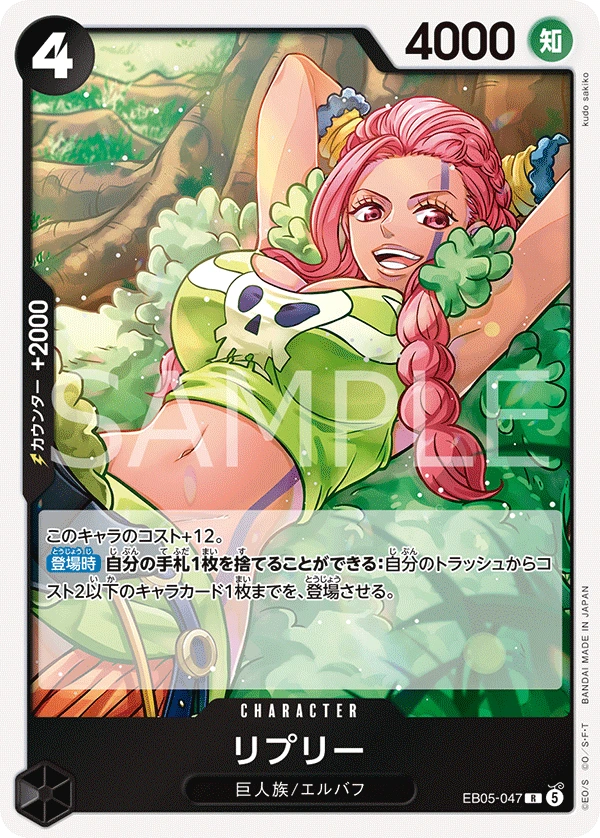 4
4000
知
kudo sakiko
カウンター +2000
SAMPLE
このキャラのコスト+12。
登場時 自分の手札1枚を捨てることができる:自分のトラッシュからコ
スト2以下のキャラカード1枚までを、登場させる。
CHARACTER
リプリー
巨人族/エルバフ
EB05-047 R 5
©E.O/S ©O/S・F・T BANDAI MADE IN JAPAN